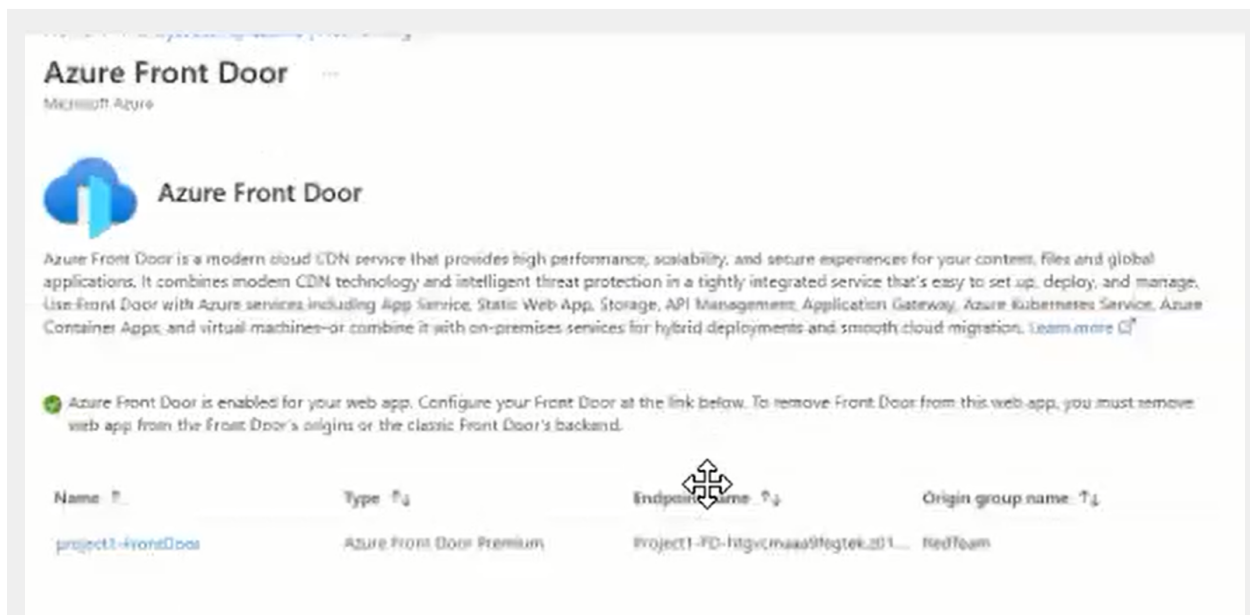 Azure Front Door ...
Microsoft Azure
Azure Front Door
Azure Front Door is a modern cloud CDN service that provides high performance, scalability, and secure experiences for your content, files and global
applications. It combines modern CDN technology and intelligent threat protection in a tightly integrated service that's easy to set up, deploy, and manage.
Use Front Door with Azure services including App Service, Static Web App, Storage, API Management, Application Gateway, Azure Kubernetes Service, Azure
Container Apps, and virtual machines–or combine it with on-premises services for hybrid deployments and smooth cloud migration. Learn more
Azure Front Door is enabled for your web app. Configure your Front Door at the link below. To remove Front Door from this web app, you must remove
web app from the Front Door's origins or the classic Front Door's backend.
Name ↑ Type ↑↓ Endpoint name ↑↓ Origin group name ↑↓
project1-FrontDoor Azure Front Door Premium RedTeam